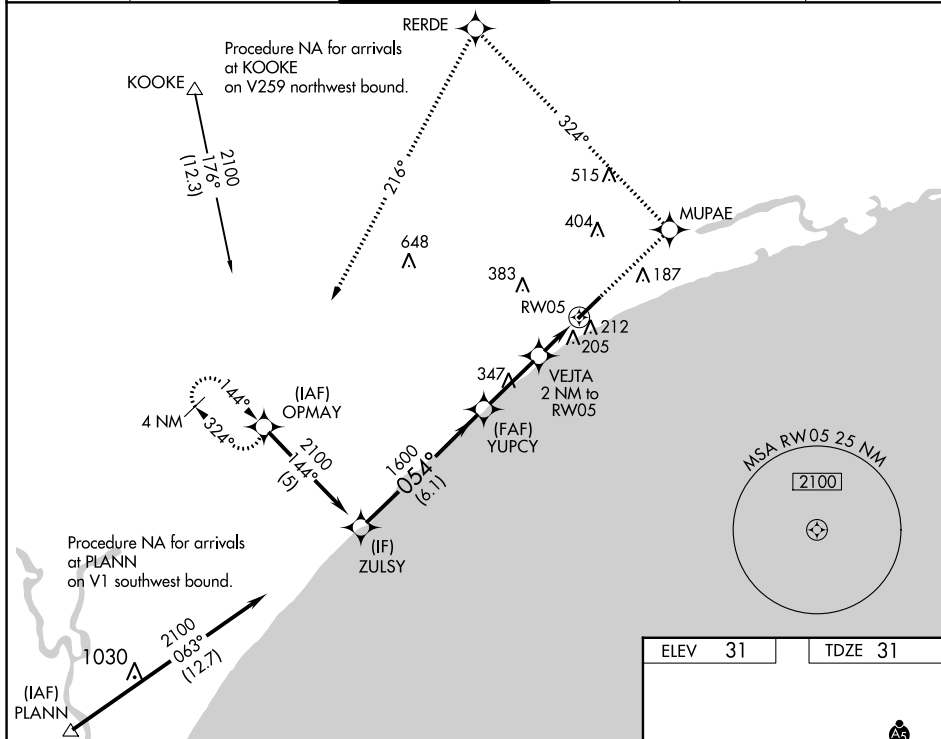 RERDE
Procedure NA for arrivals
at KOOKE
on V259 northwest bound.
KOOKE
2100
176°
(12.3)
216°
324°
515
MUPAE
404
648
383
187
RW05
212
205
VEJTA
2 NM to
RW05
347
(FAF)
YUPCY
(IAF)
OPMAY
144°
324°
4 NM
2100
144°
(5)
1600
054°
(6.1)
(IF)
ZULSY
MSA RW05 25 NM
2100
Procedure NA for arrivals
at PLANN
on V1 southwest bound.
2100
063°
(12.7)
1030
(IAF)
PLANN
ELEV 31
TDZE 31
A5